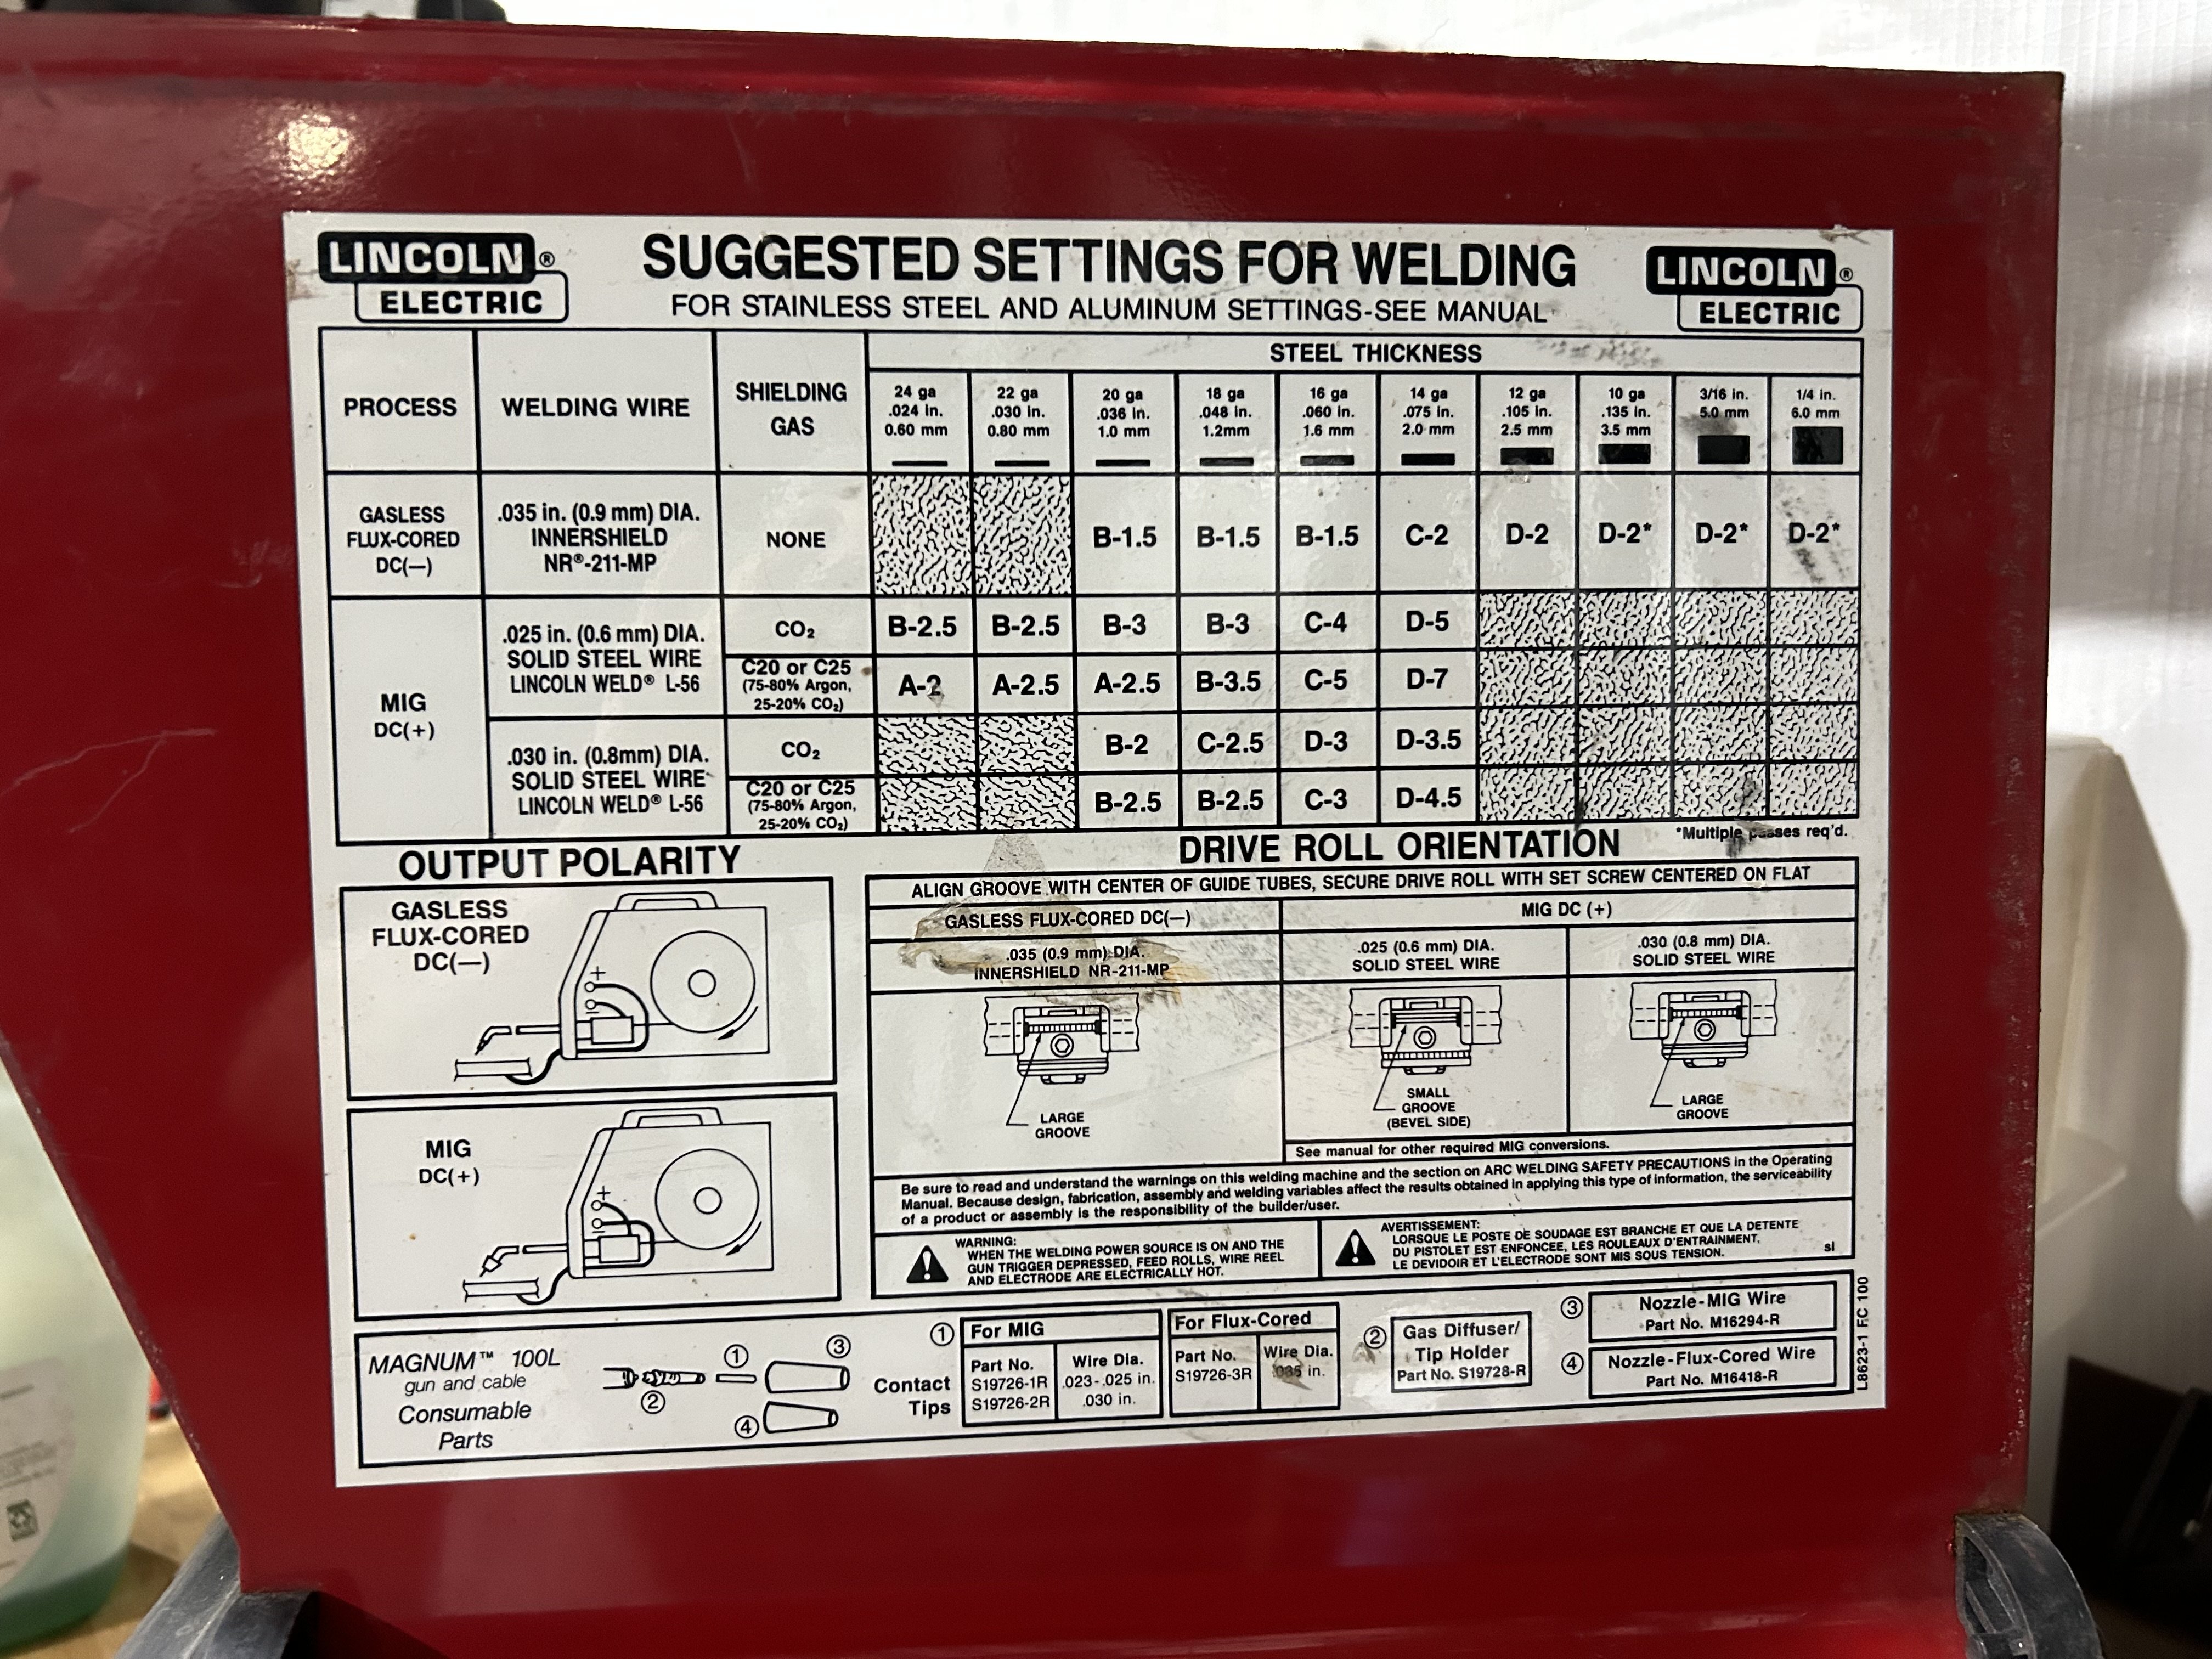 LINCOLN ®
ELECTRIC
SUGGESTED SETTINGS FOR WELDING
FOR STAINLESS STEEL AND ALUMINUM SETTINGS-SEE MANUAL
LINCOLN ®
ELECTRIC
PROCESS
WELDING WIRE
SHIELDING
GAS
STEEL THICKNESS
24 ga
.024 in.
0.60 mm
22 ga
.030 in.
0.80 mm
20 ga
.036 in.
1.0 mm
18 ga
.048 in.
1.2mm
16 ga
.060 in.
1.6 mm
14 ga
.075 in.
2.0 mm
12 ga
.105 in.
2.5 mm
10 ga
.135 in.
3.5 mm
3/16 in.
5.0 mm
1/4 in.
6.0 mm
GASLESS
FLUX-CORED
DC(—)
.035 in. (0.9 mm) DIA.
INNERSHIELD
NR®-211-MP
NONE
B-1.5 B-1.5 B-1.5 C-2 D-2 D-2* D-2* D-2*
MIG
DC(+)
.025 in. (0.6 mm) DIA.
SOLID STEEL WIRE
LINCOLN WELD® L-56
CO₂
B-2.5 B-2.5 B-3 B-3 C-4 D-5
C20 or C25
(75-80% Argon,
25-20% CO₂)
A-2 A-2.5 A-2.5 B-3.5 C-5 D-7
.030 in. (0.8mm) DIA.
SOLID STEEL WIRE
LINCOLN WELD® L-56
CO₂
B-2 C-2.5 D-3 D-3.5
C20 or C25
(75-80% Argon,
25-20% CO₂)
B-2.5 B-2.5 C-3 D-4.5
*Multiple passes req'd.
OUTPUT POLARITY
GASLESS
FLUX-CORED
DC(—)
+
–
MIG
DC(+)
+
–
DRIVE ROLL ORIENTATION
ALIGN GROOVE WITH CENTER OF GUIDE TUBES, SECURE DRIVE ROLL WITH SET SCREW CENTERED ON FLAT
GASLESS FLUX-CORED DC(—)
MIG DC (+)
.035 (0.9 mm) DIA.
INNERSHIELD NR-211-MP
.025 (0.6 mm) DIA.
SOLID STEEL WIRE
.030 (0.8 mm) DIA.
SOLID STEEL WIRE
LARGE
GROOVE
SMALL
GROOVE
(BEVEL SIDE)
LARGE
GROOVE
See manual for other required MIG conversions.
Be sure to read and understand the warnings on this welding machine and the section on ARC WELDING SAFETY PRECAUTIONS in the Operating
Manual. Because design, fabrication, assembly and welding variables affect the results obtained in applying this type of information, the serviceability
of a product or assembly is the responsibility of the builder/user.
WARNING:
WHEN THE WELDING POWER SOURCE IS ON AND THE
GUN TRIGGER DEPRESSED, FEED ROLLS, WIRE REEL
AND ELECTRODE ARE ELECTRICALLY HOT.
AVERTISSEMENT:
LORSQUE LE POSTE DE SOUDAGE EST BRANCHE ET QUE LA DETENTE
DU PISTOLET EST ENFONCEE, LES ROULEAUX D'ENTRAINMENT,
LE DEVIDOIR ET L'ELECTRODE SONT MIS SOUS TENSION.
sl
MAGNUM™ 100L
gun and cable
Consumable
Parts
① ② ③ ④
①
Contact
Tips
For MIG
Part No. Wire Dia.
S19726-1R .023-.025 in.
S19726-2R .030 in.
For Flux-Cored
Part No. Wire Dia.
S19726-3R .035 in.
②
Gas Diffuser/
Tip Holder
Part No. S19728-R
③
Nozzle-MIG Wire
Part No. M16294-R
④
Nozzle-Flux-Cored Wire
Part No. M16418-R
L8623-1 FC 100